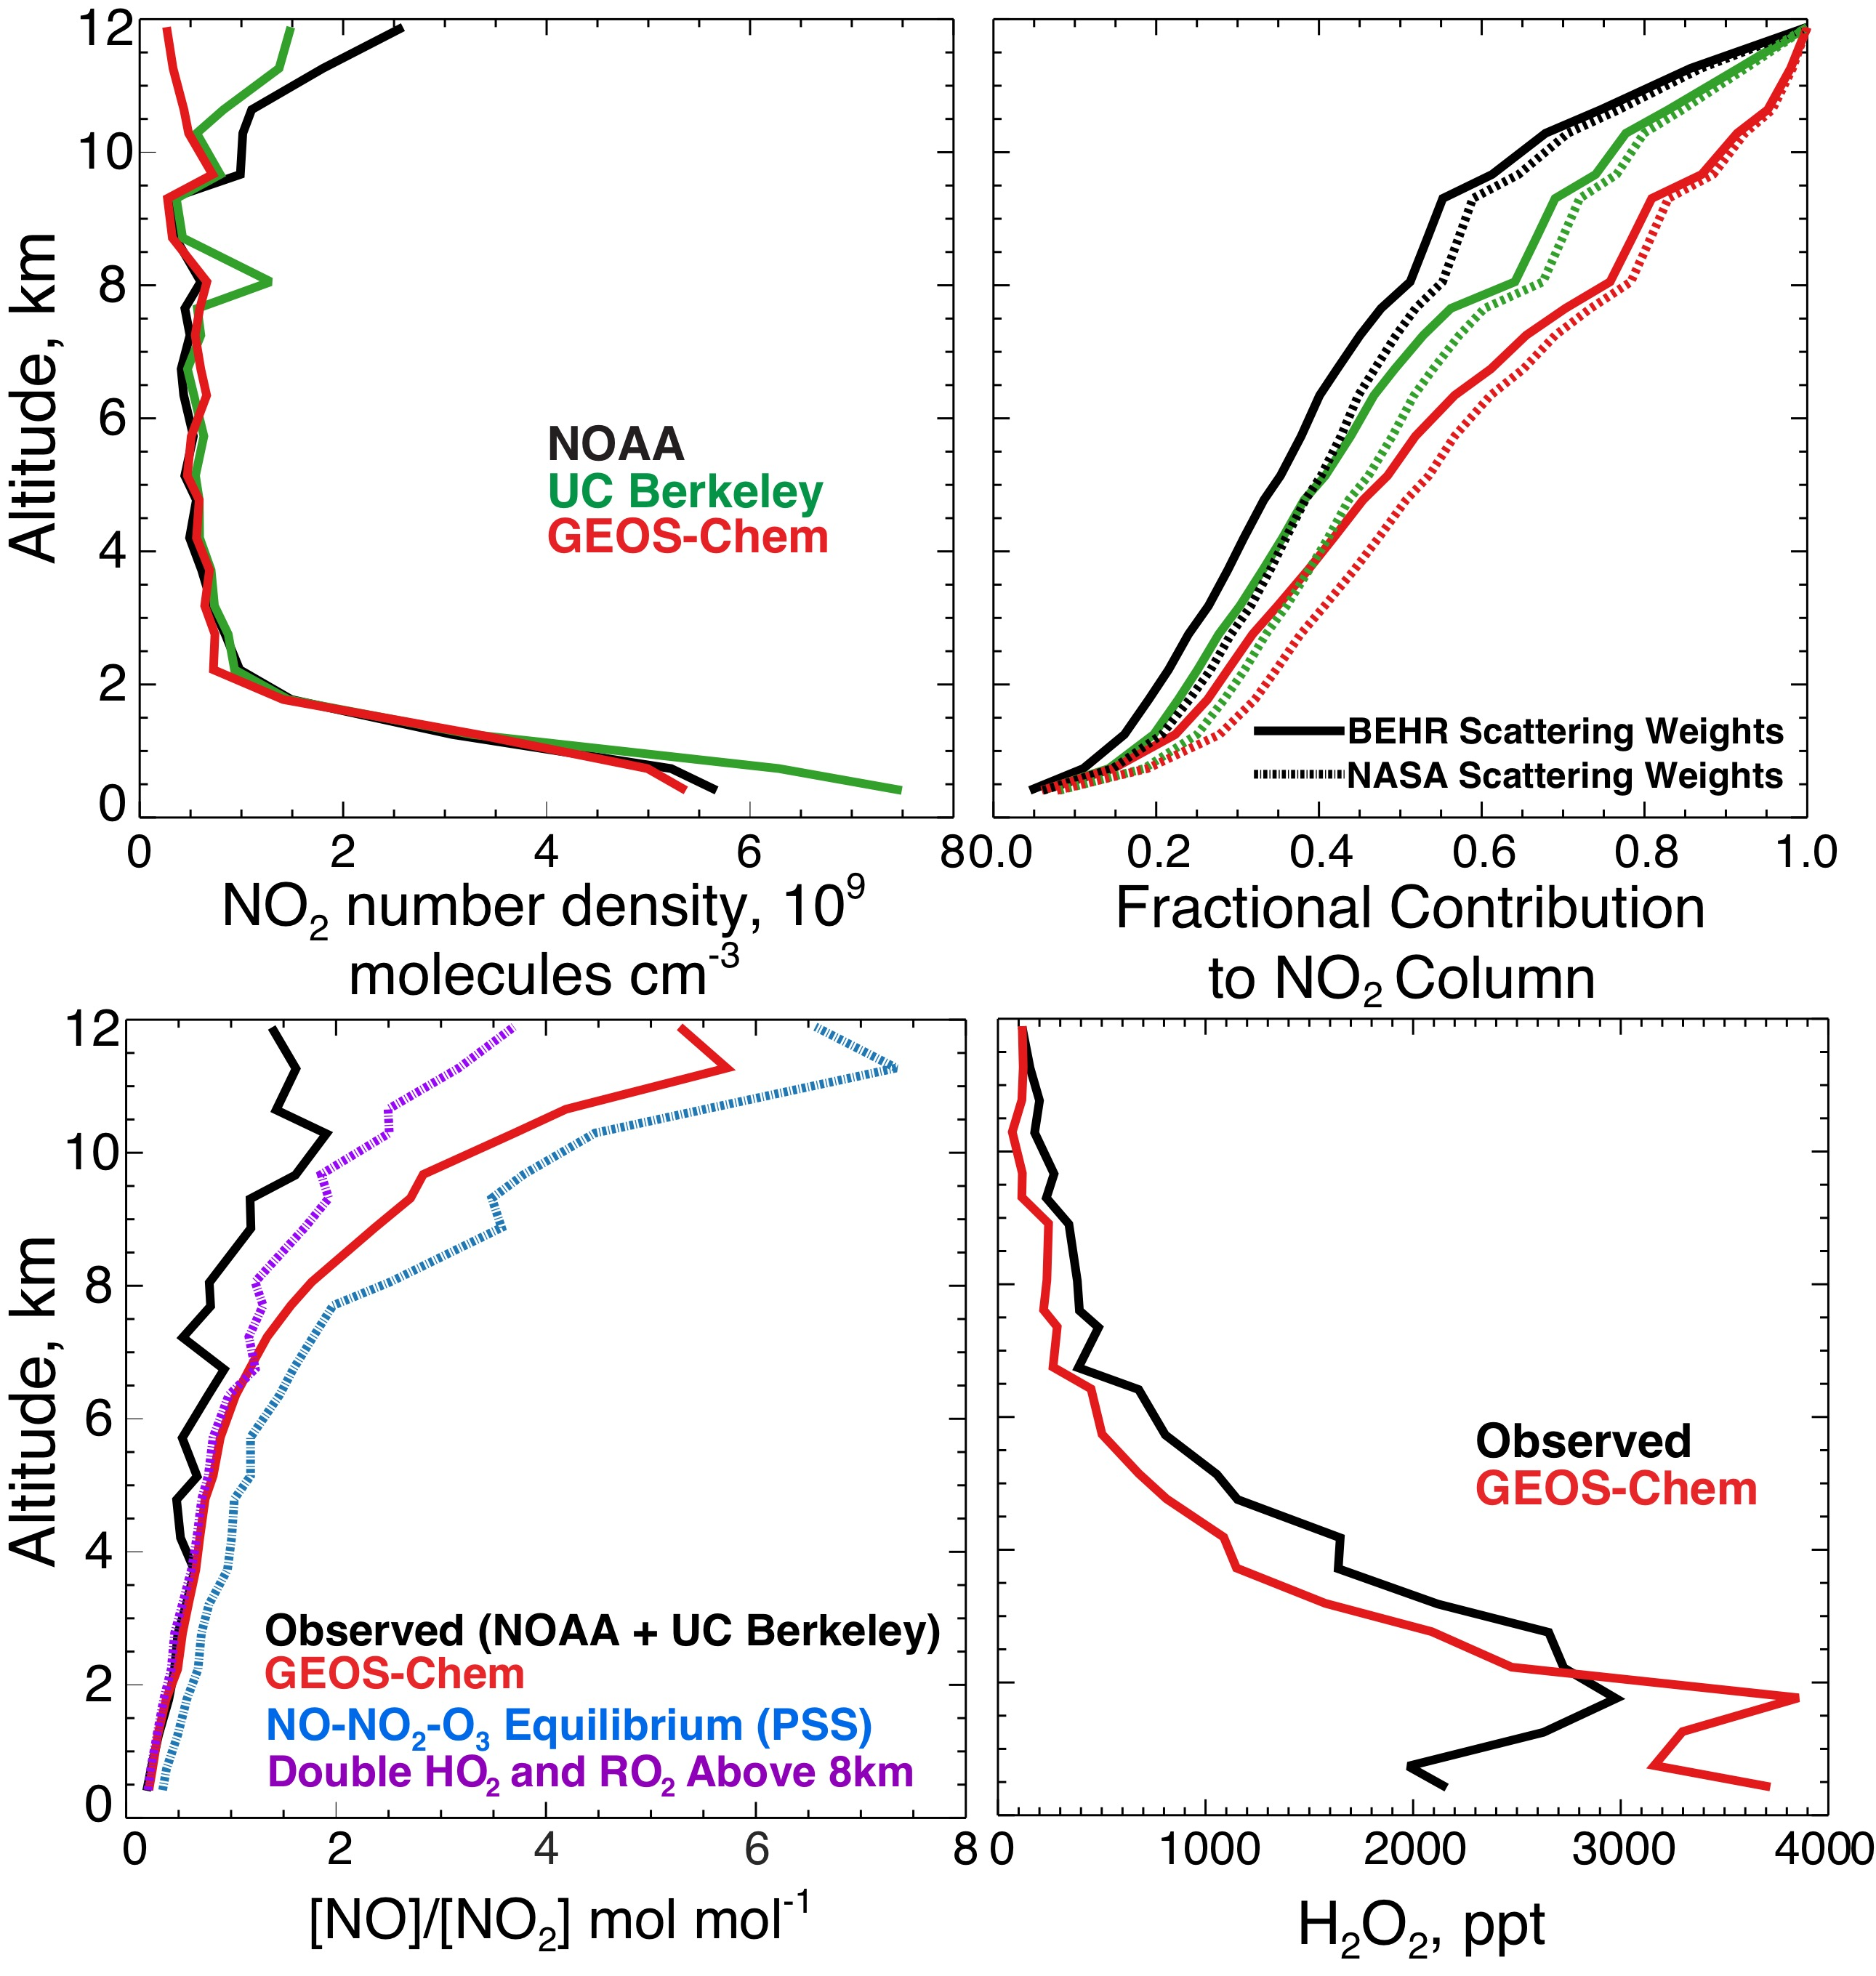 12
10
8
6
4
2
0
Altitude, km
NOAA
UC Berkeley
GEOS-Chem
0 2 4 6 8
NO2 number density, 10^9
molecules cm^-3
BEHR Scattering Weights
NASA Scattering Weights
0.0 0.2 0.4 0.6 0.8 1.0
Fractional Contribution
to NO2 Column
12
10
8
6
4
2
0
Altitude, km
Observed (NOAA + UC Berkeley)
GEOS-Chem
NO-NO2-O3 Equilibrium (PSS)
Double HO2 and RO2 Above 8km
0 2 4 6 8
[NO]/[NO2] mol mol^-1
Observed
GEOS-Chem
0 1000 2000 3000 4000
H2O2, ppt